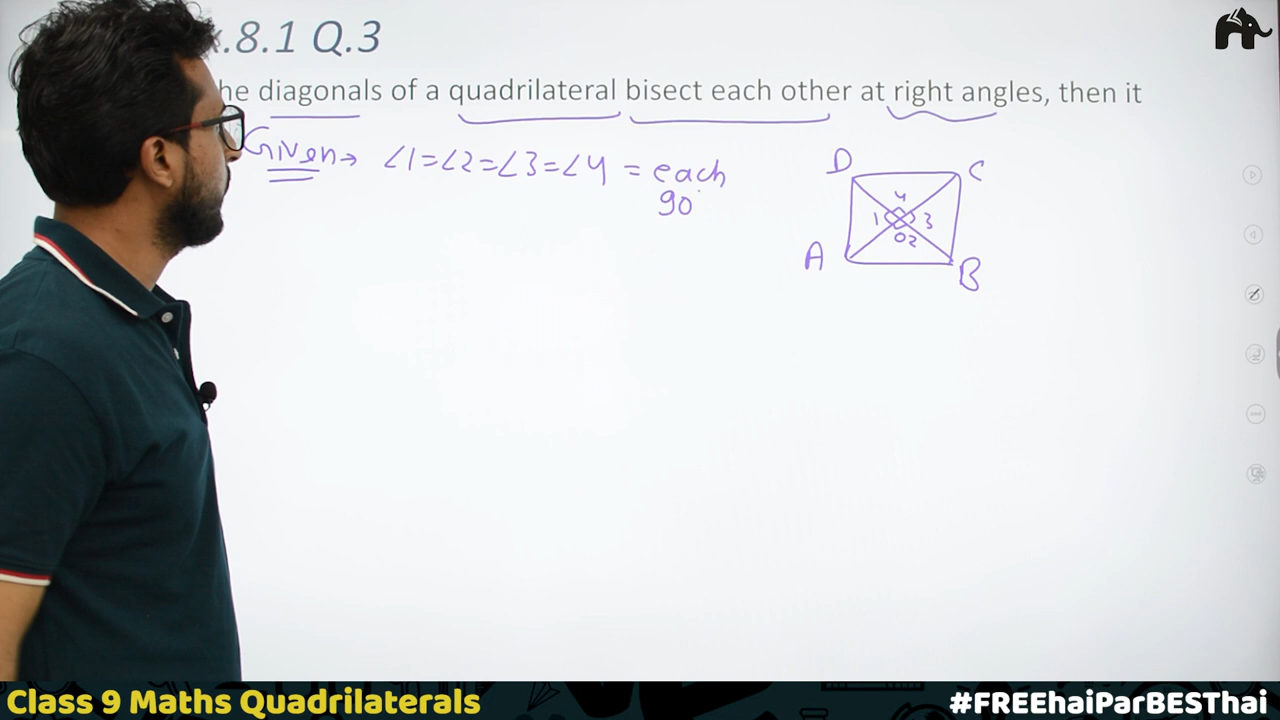 .8.1 Q.3
he diagonals of a quadrilateral bisect each other at right angles, then it
Given→ ∠1=∠2=∠3=∠4 = each
90°
D C
4
1 3
O 2
A B
Class 9 Maths Quadrilaterals
#FREEhaiParBESThai